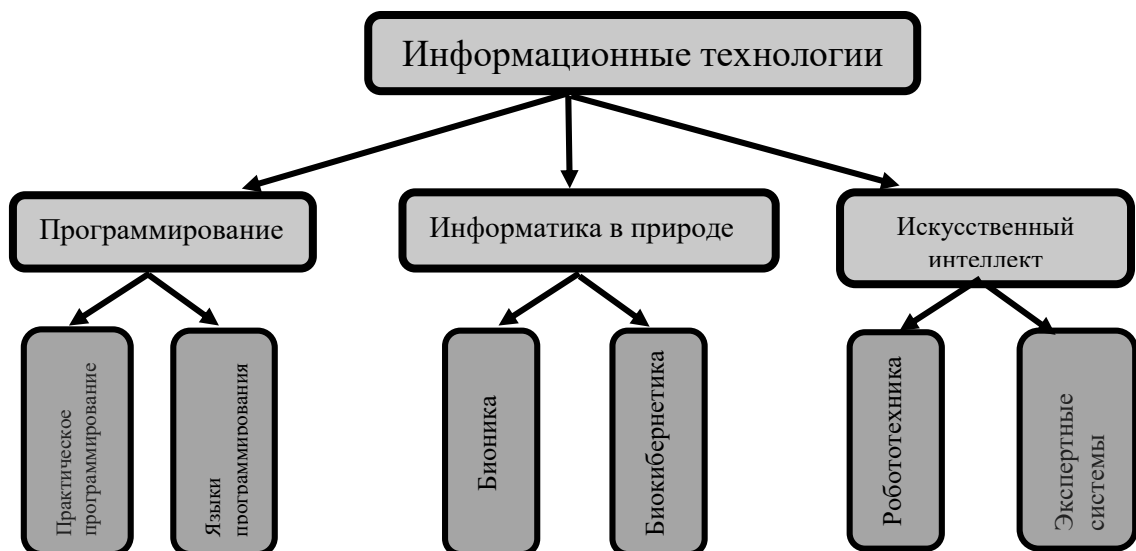 Информационные технологии
Программирование
Информатика в природе
Искусственный
интеллект
Практическое
программирование
Языки
программирования
Бионика
Биокибернетика
Робототехника
Экспертные
системы